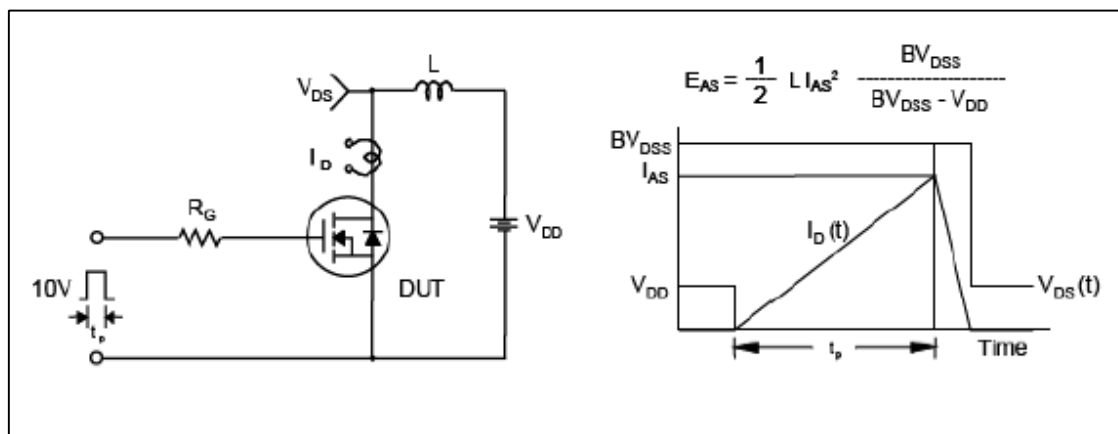 L
V_DS
I_D
R_G
V_DD
10V
DUT
t_p
E_AS = 1/2 L I_AS² BV_DSS / (BV_DSS - V_DD)
BV_DSS
I_AS
I_D (t)
V_DD
V_DS (t)
t_p
Time